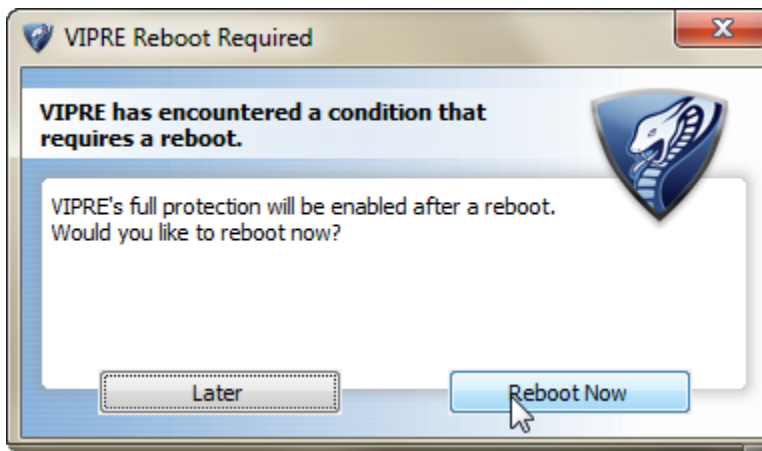 VIPRE Reboot Required
VIPRE has encountered a condition that
requires a reboot.
VIPRE's full protection will be enabled after a reboot.
Would you like to reboot now?
Later
Reboot Now